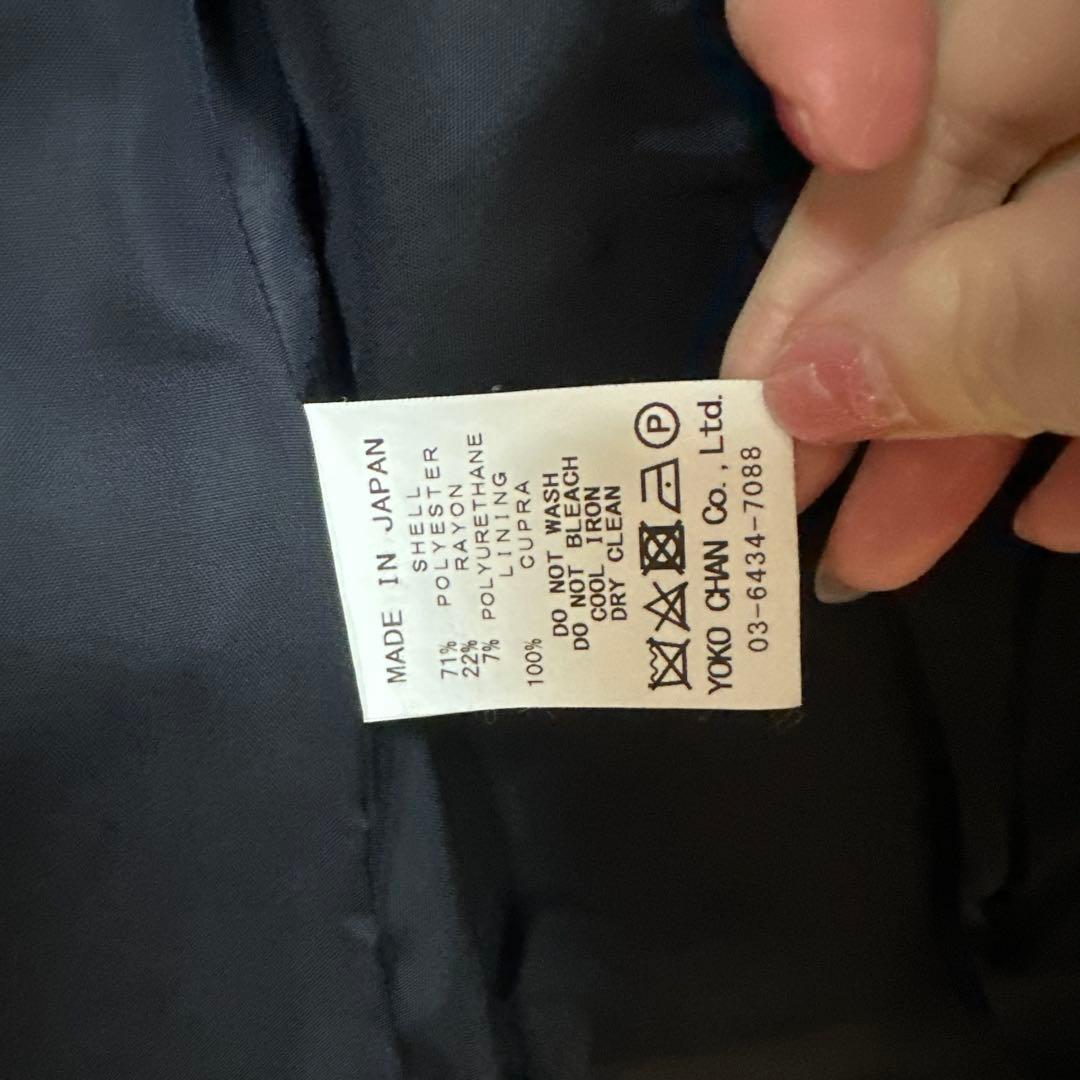 MADE IN JAPAN
SHELL
71% POLYESTER
22% RAYON
7% POLYURETHANE
LINING
100% CUPRA
DO NOT WASH
DO NOT BLEACH
COOL IRON
DRY CLEAN
P
YOKO CHAN Co., Ltd.
03-6434-7088